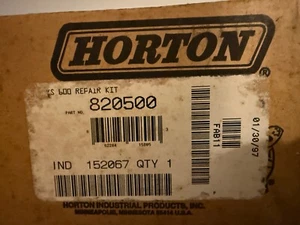 HORTON®
S 600 REPAIR KIT
PART NO. 820500
IND 152067 QTY 1
FAB11
01/30/97
HORTON INDUSTRIAL PRODUCTS, INC.
MINNEAPOLIS, MINNESOTA 55414 U.S.A.